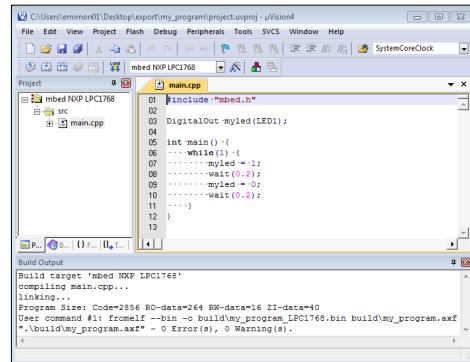 C:\Users\emimon01\Desktop\export\my_program\project.uvproj - µVision4
File Edit View Project Flash Debug Peripherals Tools SVCS Window Help
SystemCoreClock
LOAD mbed NXP LPC1768
Project
main.cpp
mbed NXP LPC1768
src
main.cpp
01 #include "mbed.h"
02
03 DigitalOut myled(LED1);
04
05 int main() {
06 ····while(1) {
07 ········myled = 1;
08 ········wait(0.2);
09 ········myled = 0;
10 ········wait(0.2);
11 ····}
12 }
13
P... B... {} F... 0 T...
Build Output
Build target 'mbed NXP LPC1768'
compiling main.cpp...
linking...
Program Size: Code=2856 RO-data=264 RW-data=16 ZI-data=40
User command #1: fromelf --bin -o build\my_program_LPC1768.bin build\my_program.axf
".\build\my_program.axf" - 0 Error(s), 0 Warning(s).